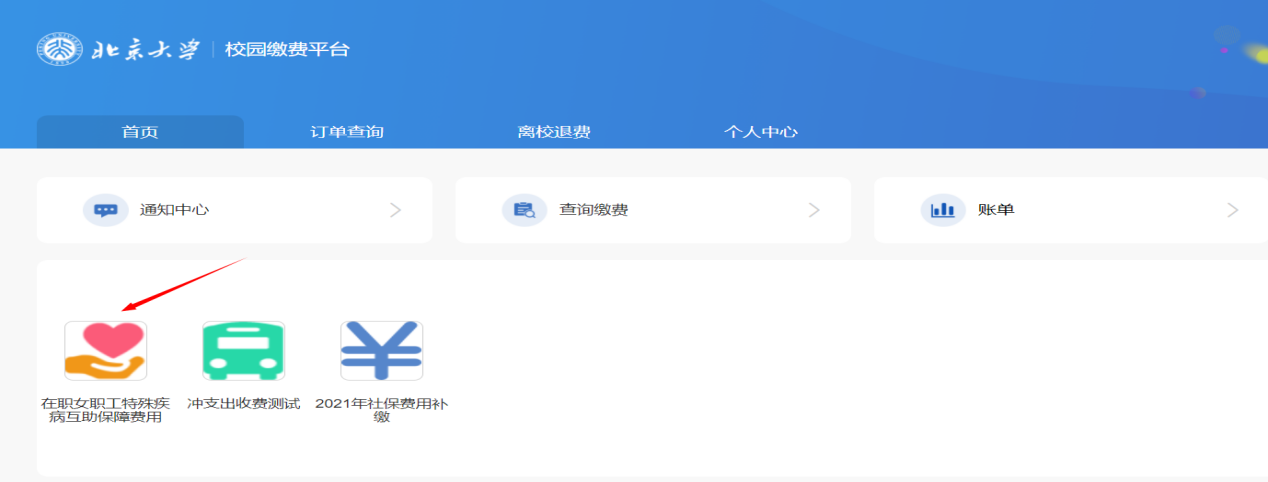 北京大学 校园缴费平台
首页 订单查询 离校退费 个人中心
通知中心 查询缴费 账单
在职女职工特殊疾
病互助保障费用
冲支出收费测试
2021年社保费用补
缴